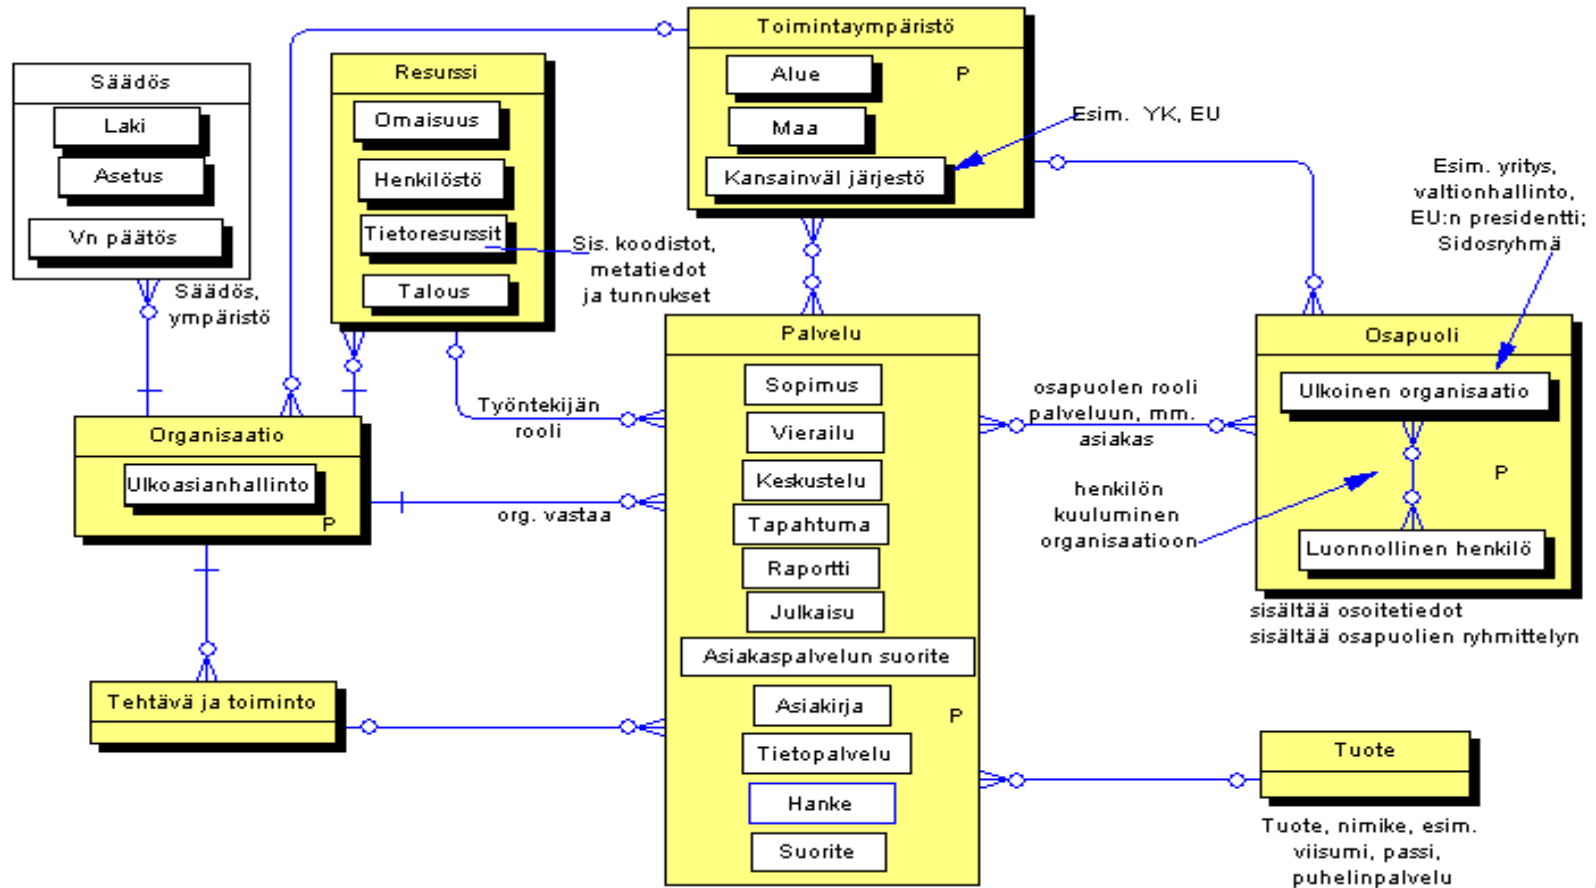 Säädös
Laki
Asetus
Vn päätös
Säädös,
ympäristö
Resurssi
Omaisuus
Henkilöstö
Tietoresurssit
Talous
Sis. koodistot,
metatiedot
ja tunnukset
Toimintaympäristö
Alue
P
Maa
Kansainväl järjestö
Esim. YK, EU
Esim. yritys,
valtionhallinto,
EU:n presidentti;
Sidosryhmä
Organisaatio
Ulkoasianhallinto
P
Työntekijän
rooli
org. vastaa
Tehtävä ja toiminto
Palvelu
Sopimus
Vierailu
Keskustelu
Tapahtuma
Raportti
Julkaisu
Asiakaspalvelun suorite
Asiakirja
P
Tietopalvelu
Hanke
Suorite
osapuolen rooli
palveluun, mm.
asiakas
henkilön
kuuluminen
organisaatioon
Osapuoli
Ulkoinen organisaatio
P
Luonnollinen henkilö
sisältää osoitetiedot
sisältää osapuolien ryhmittelyn
Tuote
Tuote, nimike, esim.
viisumi, passi,
puhelinpalvelu